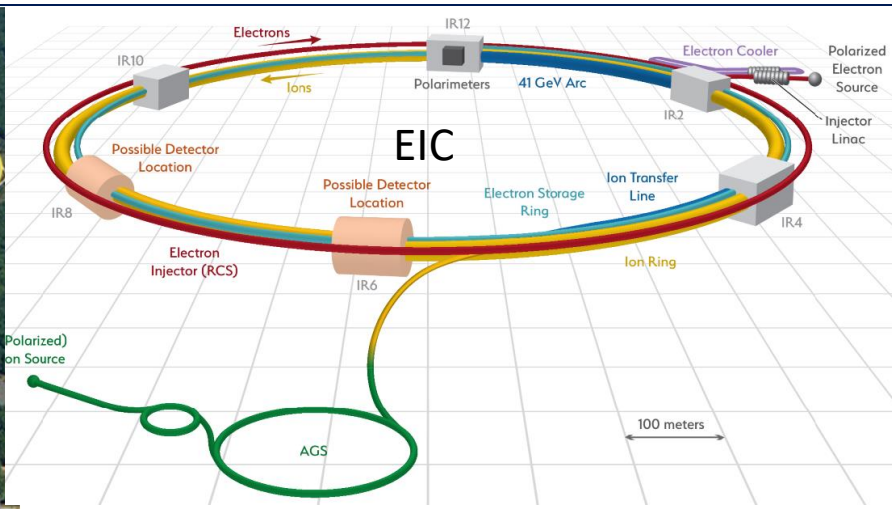 IR12
Electrons
IR10
Electron Cooler
Polarized
Electron
Source
Ions
Polarimeters
41 GeV Arc
IR2
Injector
Linac
EIC
Possible Detector
Location
Possible Detector
Location
Ion Transfer
Line
Electron Storage
Ring
IR8
IR4
Electron
Injector (RCS)
Ion Ring
IR6
Polarized)
on Source
100 meters
AGS